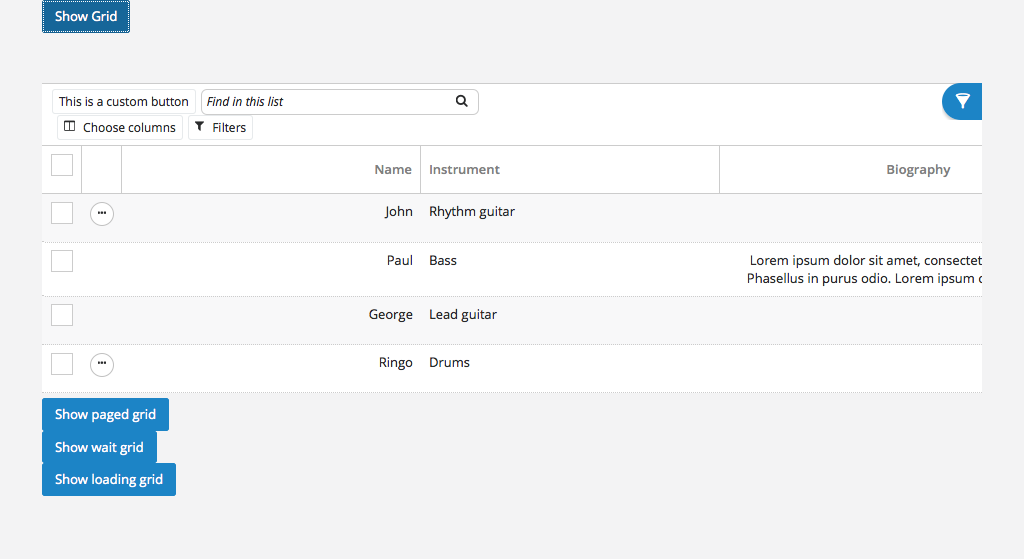 Show Grid
This is a custom button
Find in this list
Choose columns
Filters
Name Instrument Biography
John Rhythm guitar
Paul Bass Lorem ipsum dolor sit amet, consectet
Phasellus in purus odio. Lorem ipsum
George Lead guitar
Ringo Drums
Show paged grid
Show wait grid
Show loading grid